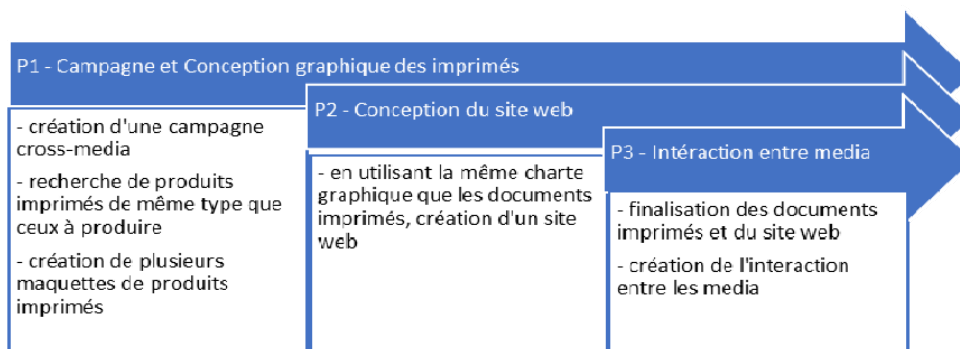 P1 - Campagne et Conception graphique des imprimés
- création d'une campagne
cross-media
- recherche de produits
imprimés de même type que
ceux à produire
- création de plusieurs
maquettes de produits
imprimés
P2 - Conception du site web
- en utilisant la même charte
graphique que les documents
imprimés, création d'un site
web
P3 - Intéraction entre media
- finalisation des documents
imprimés et du site web
- création de l'interaction
entre les media